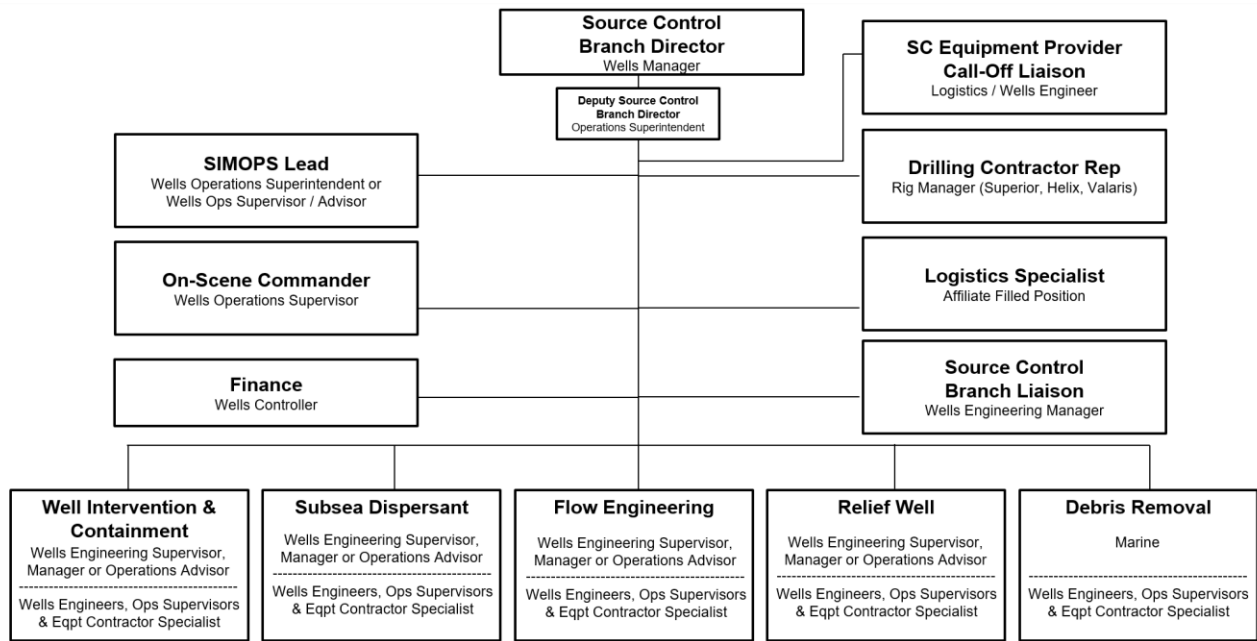 Source Control
Branch Director
Wells Manager
Deputy Source Control
Branch Director
Operations Superintendent
SC Equipment Provider
Call-Off Liaison
Logistics / Wells Engineer
SIMOPS Lead
Wells Operations Superintendent or
Wells Ops Supervisor / Advisor
Drilling Contractor Rep
Rig Manager (Superior, Helix, Valaris)
On-Scene Commander
Wells Operations Supervisor
Logistics Specialist
Affiliate Filled Position
Finance
Wells Controller
Source Control
Branch Liaison
Wells Engineering Manager
Well Intervention &
Containment
Wells Engineering Supervisor,
Manager or Operations Advisor
Wells Engineers, Ops Supervisors
& Eqpt Contractor Specialist
Subsea Dispersant
Wells Engineering Supervisor,
Manager or Operations Advisor
Wells Engineers, Ops Supervisors
& Eqpt Contractor Specialist
Flow Engineering
Wells Engineering Supervisor,
Manager or Operations Advisor
Wells Engineers, Ops Supervisors
& Eqpt Contractor Specialist
Relief Well
Wells Engineering Supervisor,
Manager or Operations Advisor
Wells Engineers, Ops Supervisors
& Eqpt Contractor Specialist
Debris Removal
Marine
Wells Engineers, Ops Supervisors
& Eqpt Contractor Specialist